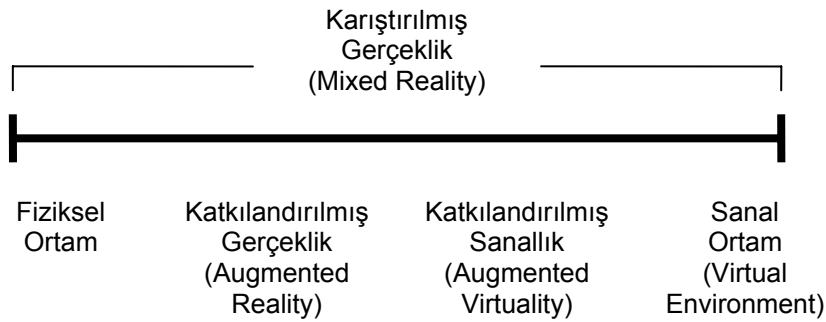 Karıştırılmış
Gerçeklik
(Mixed Reality)
Fiziksel
Ortam
Katkılandırılmış
Gerçeklik
(Augmented
Reality)
Katkılandırılmış
Sanallık
(Augmented
Virtuality)
Sanal
Ortam
(Virtual
Environment)